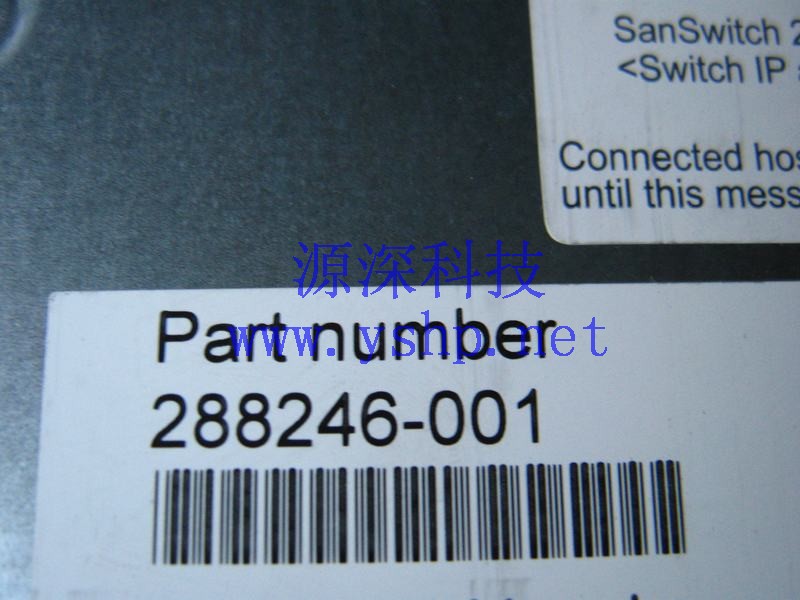 SanSwitch 2
<Switch IP
Connected hos
until this mess
源深科技
www.yshp.net
Part number
288246-001